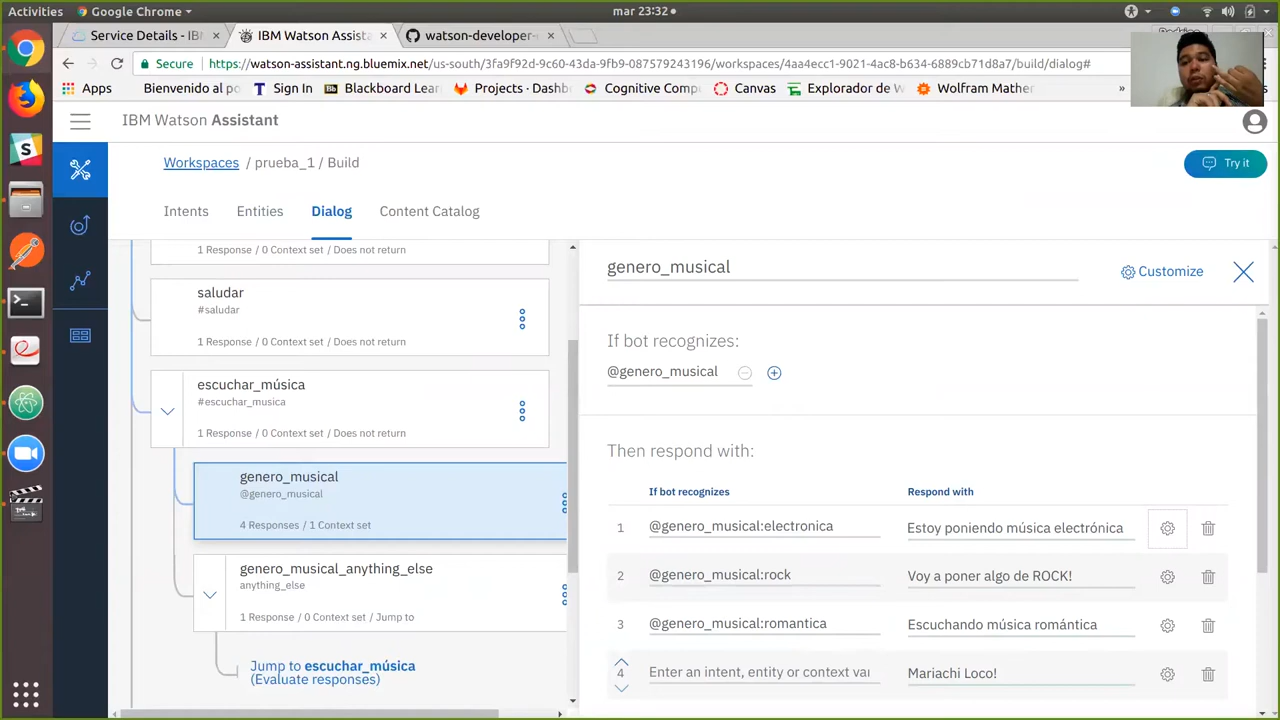 Activities
Google Chrome
mar 23:32
Service Details - IB
IBM Watson Assist
watson-developer-
Secure
https://watson-assistant.ng.bluemix.net/us-south/3fa9f92d-9c60-43da-9fb9-087579243196/workspaces/4aa4ecc1-9021-4ac8-b634-6889cb71d8a7/build/dialog#
Apps
Bienvenido al po
Sign In
Blackboard Lear
Projects · Dashb
Cognitive Comp
Canvas
Explorador de V
Wolfram Mathe
»
IBM Watson Assistant
Workspaces / prueba_1 / Build
Try it
Intents
Entities
Dialog
Content Catalog
1 Response / 0 Context set / Does not return
saludar
#saludar
1 Response / 0 Context set / Does not return
escuchar_música
#escuchar_musica
1 Response / 0 Context set / Does not return
genero_musical
@genero_musical
4 Responses / 1 Context set
genero_musical_anything_else
anything_else
1 Response / 0 Context set / Jump to
Jump to escuchar_música
(Evaluate responses)
genero_musical
Customize
If bot recognizes:
@genero_musical
Then respond with:
If bot recognizes
Respond with
1 @genero_musical:electronica Estoy poniendo música electrónica
2 @genero_musical:rock Voy a poner algo de ROCK!
3 @genero_musical:romantica Escuchando música romántica
4 Enter an intent, entity or context var Mariachi Loco!